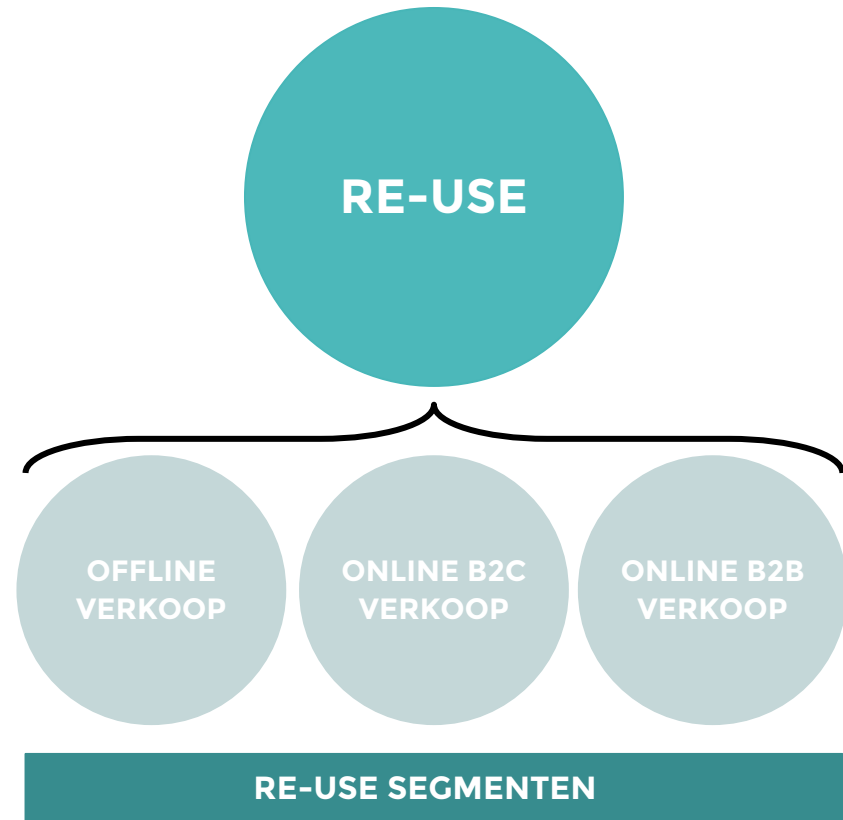 RE-USE
OFFLINE
VERKOOP
ONLINE B2C
VERKOOP
ONLINE B2B
VERKOOP
RE-USE SEGMENTEN